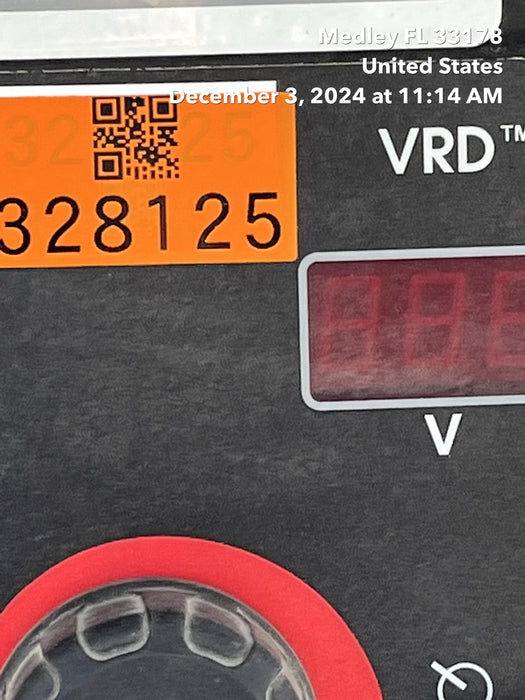 Medley FL 33178
United States
December 3, 2024 at 11:14 AM
328125
VRD™
V